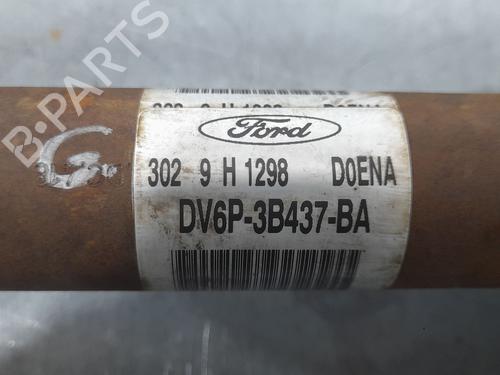 B-PARTS
Ford
302 9 H 1298 D0ENA
DV6P-3B437-BA
G